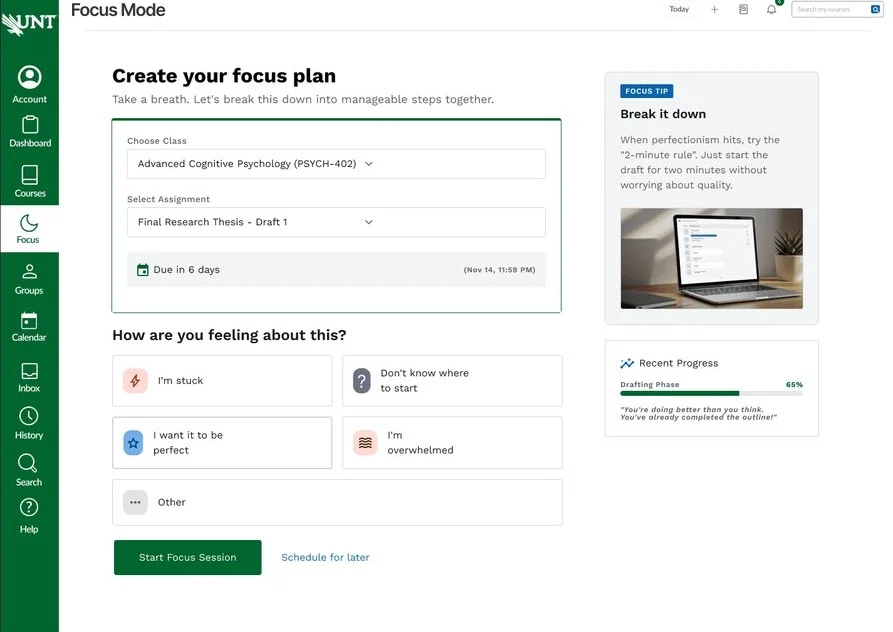 UNT
Account
Dashboard
Courses
Focus
Groups
Calendar
Inbox
History
Search
Help
Focus Mode
Today
Search my courses
Create your focus plan
Take a breath. Let's break this down into manageable steps together.
Choose Class
Advanced Cognitive Psychology (PSYCH-402)
Select Assignment
Final Research Thesis - Draft 1
Due in 6 days
(Nov 14, 11:59 PM)
How are you feeling about this?
I'm stuck
Don't know where
to start
I want it to be
perfect
I'm
overwhelmed
Other
Start Focus Session
Schedule for later
FOCUS TIP
Break it down
When perfectionism hits, try the
"2-minute rule". Just start the
draft for two minutes without
worrying about quality.
Recent Progress
Drafting Phase
65%
"You're doing better than you think.
You've already completed the outline!"